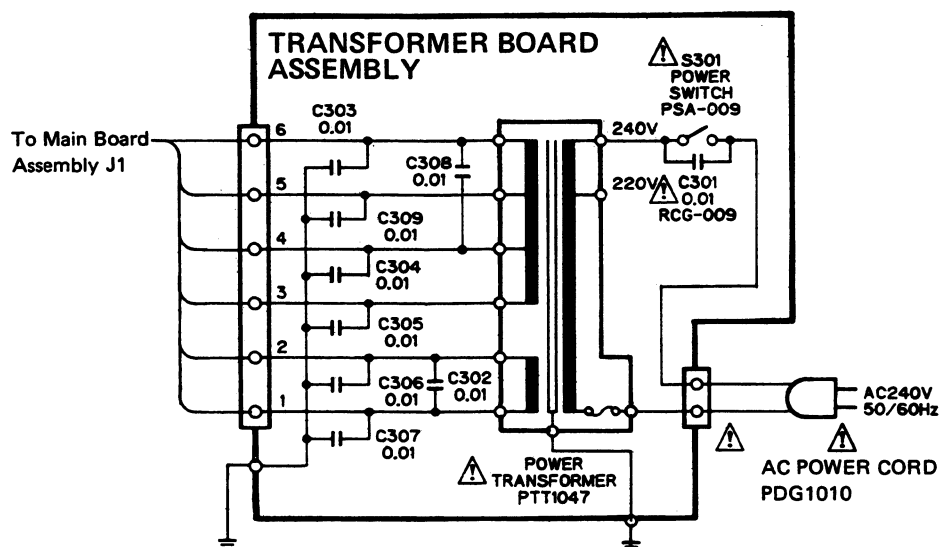 TRANSFORMER BOARD
ASSEMBLY
S301
POWER
SWITCH
PSA-009
To Main Board
Assembly J1
C303
0.01
6
C308
0.01
240V
220V
C301
0.01
RCG-009
5
C309
0.01
4
C304
0.01
3
C305
0.01
2
C306
0.01
C302
0.01
1
C307
0.01
AC240V
50/60Hz
POWER
TRANSFORMER
PTT1047
AC POWER CORD
PDG1010